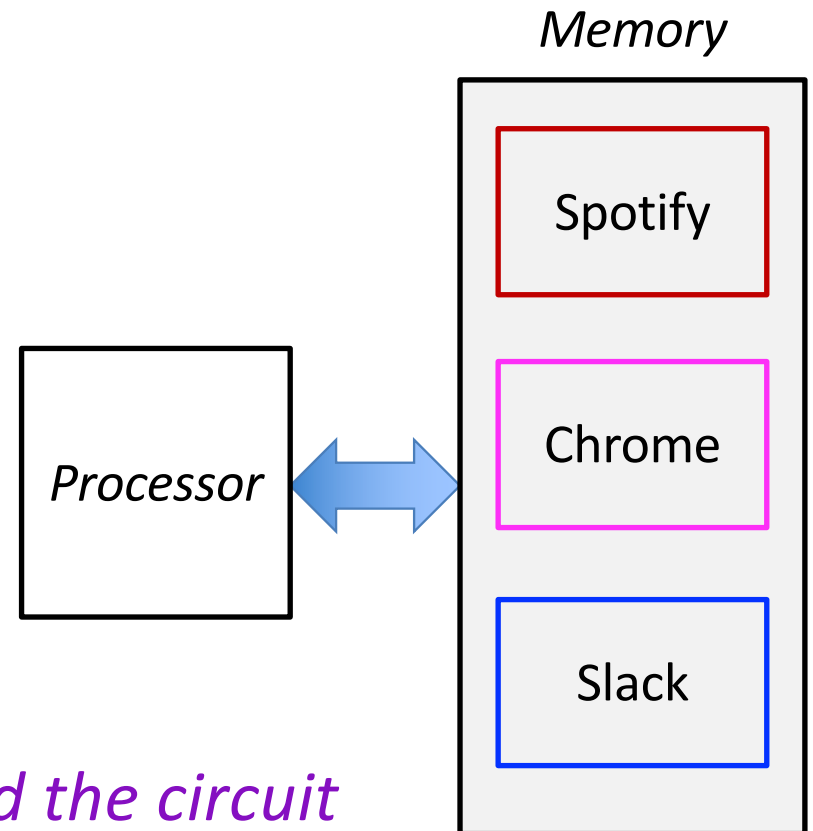 Memory
Spotify
Chrome
Processor
Slack
d the circuit